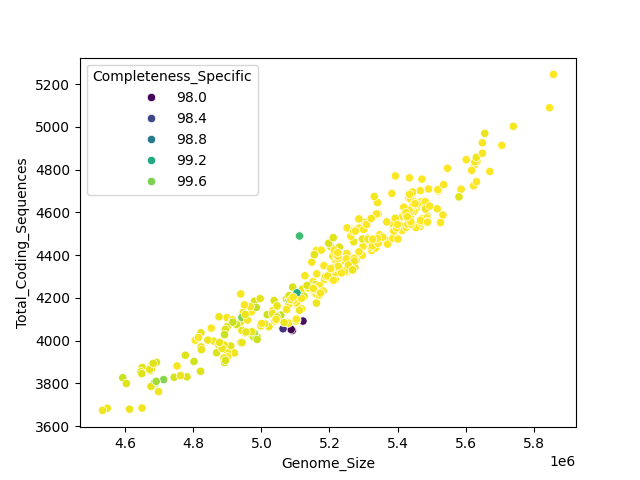 Completeness_Specific
98.0
98.4
98.8
99.2
99.6
5200
5000
4800
4600
4400
4200
4000
3800
3600
Total_Coding_Sequences
4.6 4.8 5.0 5.2 5.4 5.6 5.8
1e6
Genome_Size